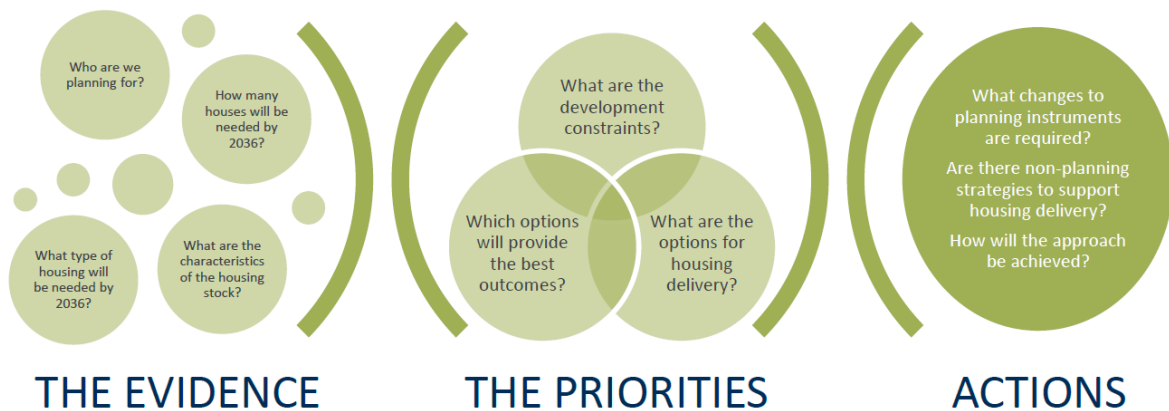 Who are we
planning for?
How many
houses will be
needed by
2036?
What type of
housing will
be needed by
2036?
What are the
characteristics
of the housing
stock?
THE EVIDENCE
What are the
development
constraints?
Which options
will provide
the best
outcomes?
What are the
options for
housing
delivery?
THE PRIORITIES
What changes to
planning instruments
are required?
Are there non-planning
strategies to support
housing delivery?
How will the approach
be achieved?
ACTIONS